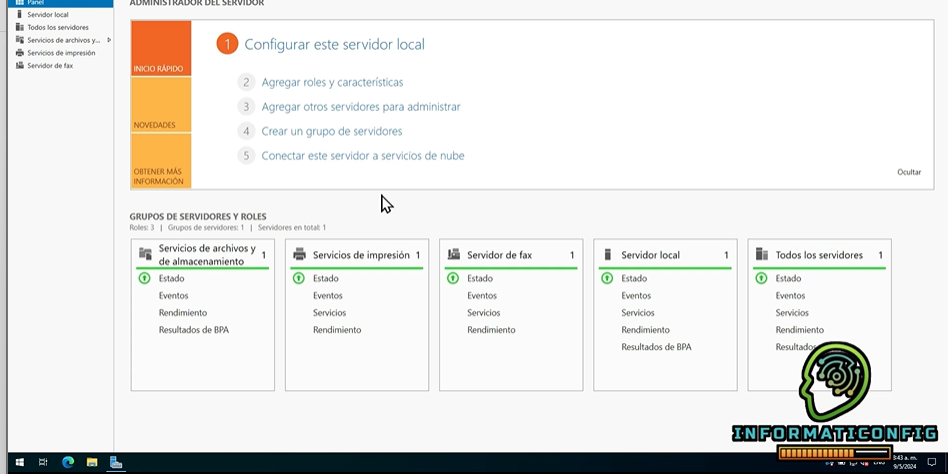 Panel
Servidor local
Todos los servidores
Servicios de archivos y...
Servicios de impresión
Servidor de fax
ADMINISTRADOR DEL SERVIDOR
INICIO RÁPIDO
NOVEDADES
OBTENER MÁS
INFORMACIÓN
1 Configurar este servidor local
2 Agregar roles y características
3 Agregar otros servidores para administrar
4 Crear un grupo de servidores
5 Conectar este servidor a servicios de nube
Ocultar
GRUPOS DE SERVIDORES Y ROLES
Roles: 3 | Grupos de servidores: 1 | Servidores en total: 1
Servicios de archivos y
de almacenamiento 1
Estado
Eventos
Rendimiento
Resultados de BPA
Servicios de impresión 1
Estado
Eventos
Servicios
Rendimiento
Servidor de fax 1
Estado
Eventos
Servicios
Rendimiento
Servidor local 1
Estado
Eventos
Servicios
Rendimiento
Resultados de BPA
Todos los servidores 1
Estado
Eventos
Servicios
Rendimiento
Resultados
INFORMATICONFIG
9/5/2024